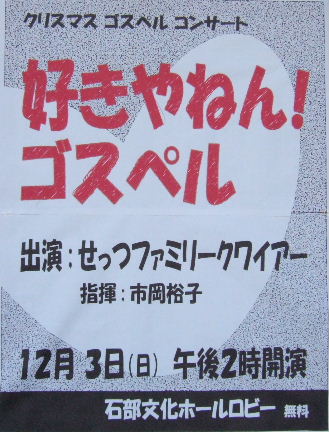 クリスマス ゴスペル コンサート
好きやねん!
ゴスペル
出演:せっつファミリークワイアー
指揮:市岡裕子
12月 3日(日) 午後2時開演
石部文化ホールロビー 無料